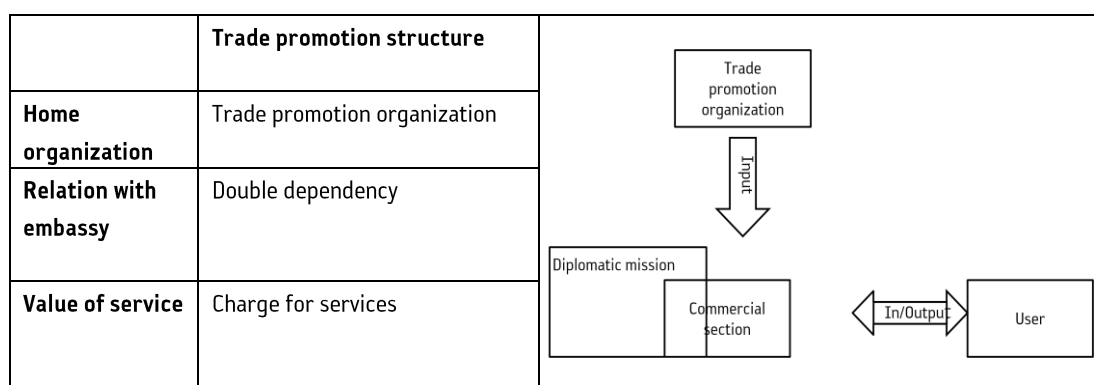 Trade promotion structure
Home
organization
Trade promotion organization
Relation with
embassy
Double dependency
Value of service
Charge for services
Trade
promotion
organization
Input
Diplomatic mission
Commercial
section
In/Output
User